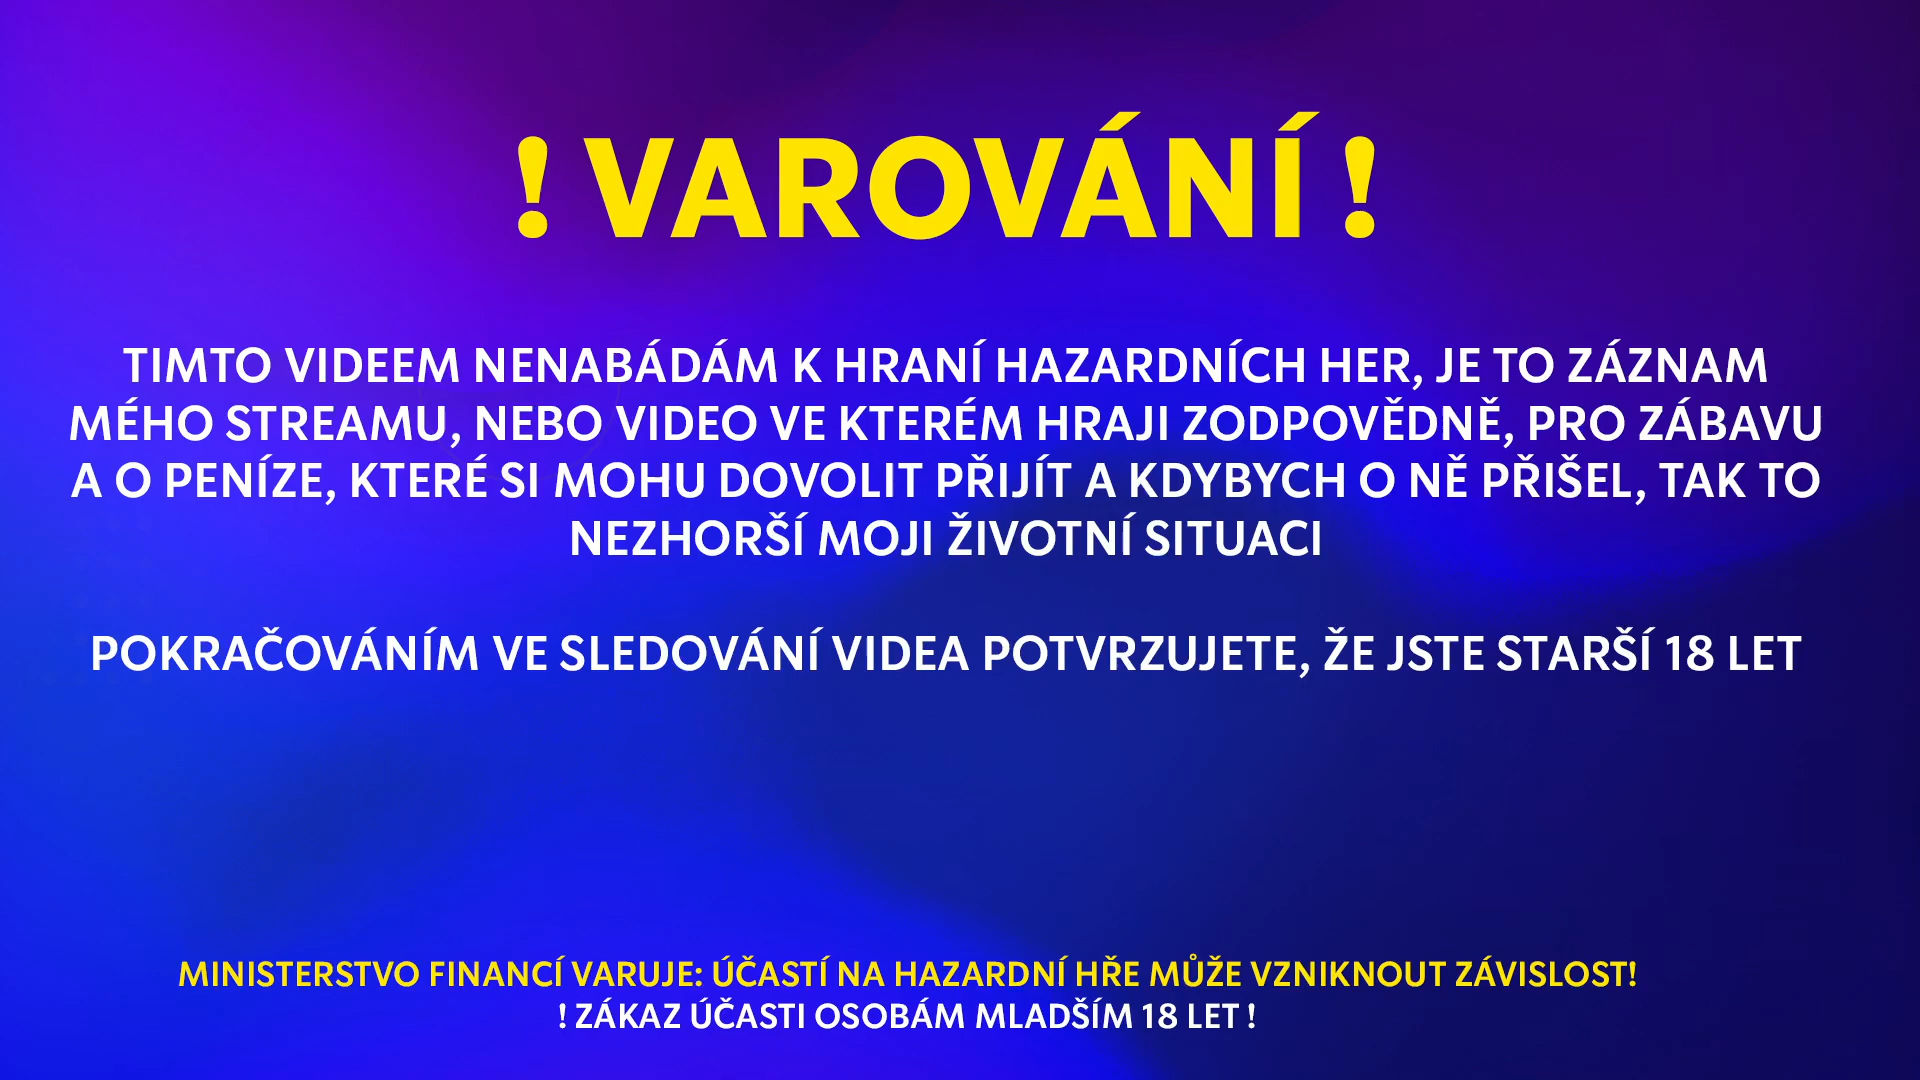 ! VAROVÁNÍ !
TIMTO VIDEEM NENABÁDÁM K HRANÍ HAZARDNÍCH HER, JE TO ZÁZNAM
MÉHO STREAMU, NEBO VIDEO VE KTERÉM HRAJI ZODPOVĚDNĚ, PRO ZÁBAVU
A O PENÍZE, KTERÉ SI MOHU DOVOLIT PŘIJÍT A KDYBYCH O NĚ PŘIŠEL, TAK TO
NEZHORŠÍ MOJI ŽIVOTNÍ SITUACI
POKRAČOVÁNÍM VE SLEDOVÁNÍ VIDEA POTVRZUJETE, ŽE JSTE STARŠÍ 18 LET
MINISTERSTVO FINANCÍ VARUJE: ÚČASTÍ NA HAZARDNÍ HŘE MŮŽE VZNIKNOUT ZÁVISLOST!
! ZÁKAZ ÚČASTI OSOBÁM MLADŠÍM 18 LET !